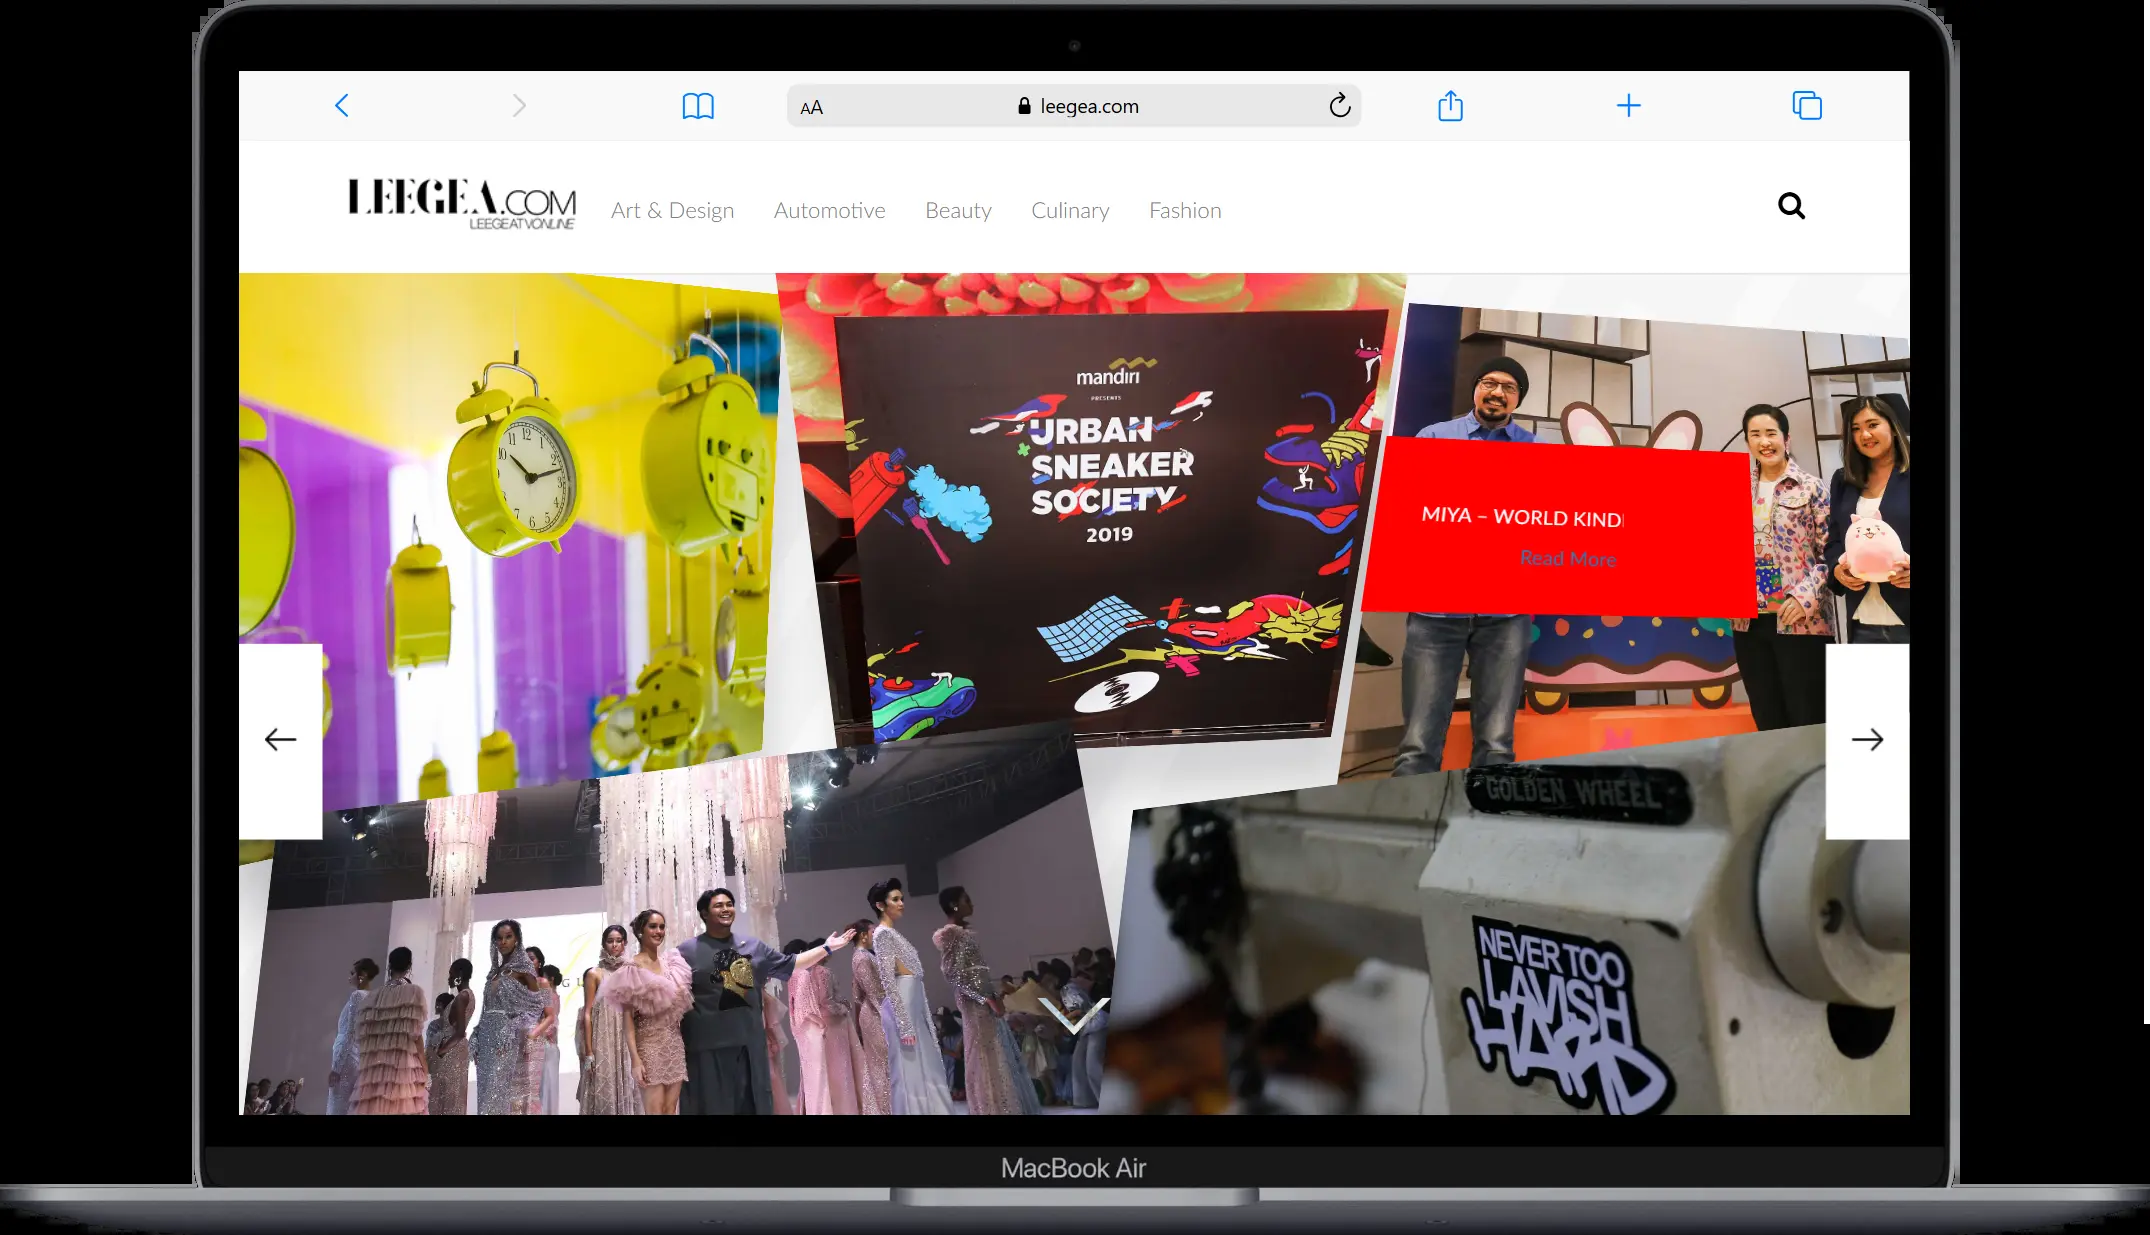 AA
leegea.com
LEEGEA.COM
LEEGEATVONLINE
Art & Design
Automotive
Beauty
Culinary
Fashion
mandiri
PRESENTS
URBAN
SNEAKER
SOCIETY
2019
MIYA – WORLD KIND
Read More
GOLDEN WHEEL
NEVER TOO
LAVISH
HARD
MacBook Air